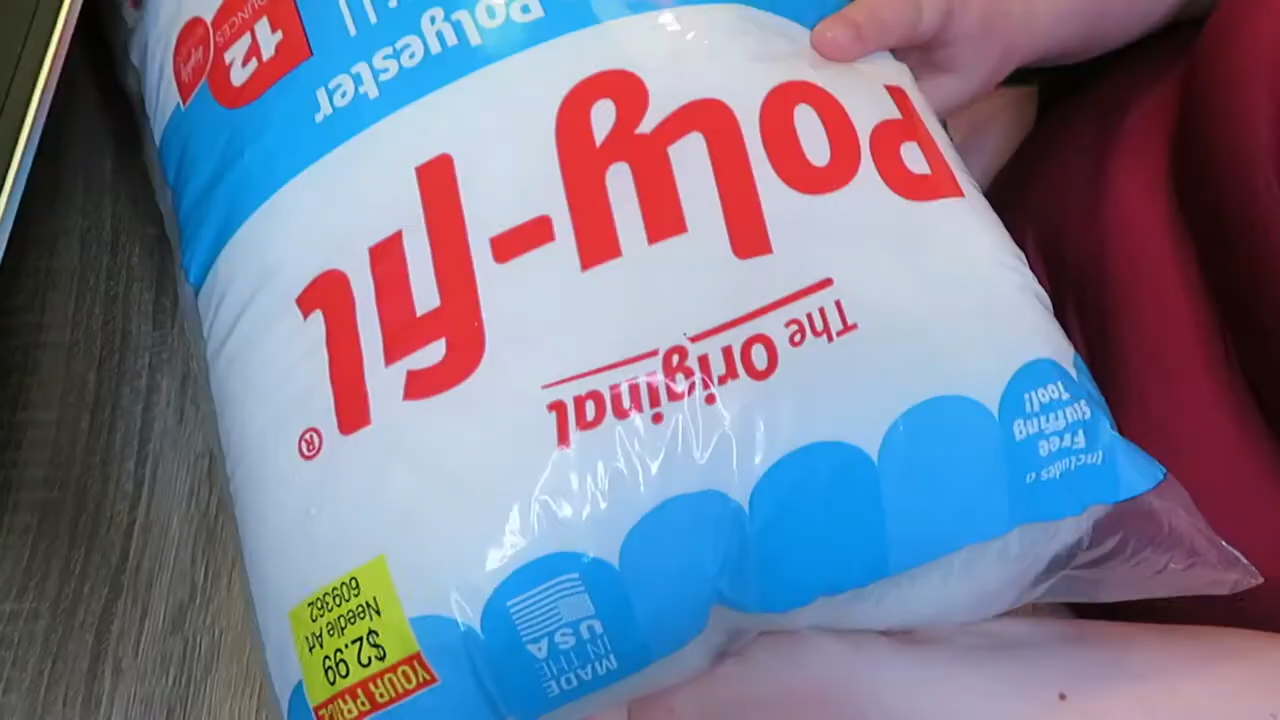 YOUR PRICE
$2.99
Needle Art
609362
MADE
IN THE
USA
Includes a
Free
Stuffing
Tool!
The Original
Poly-fil®
Polyester
12
OUNCES